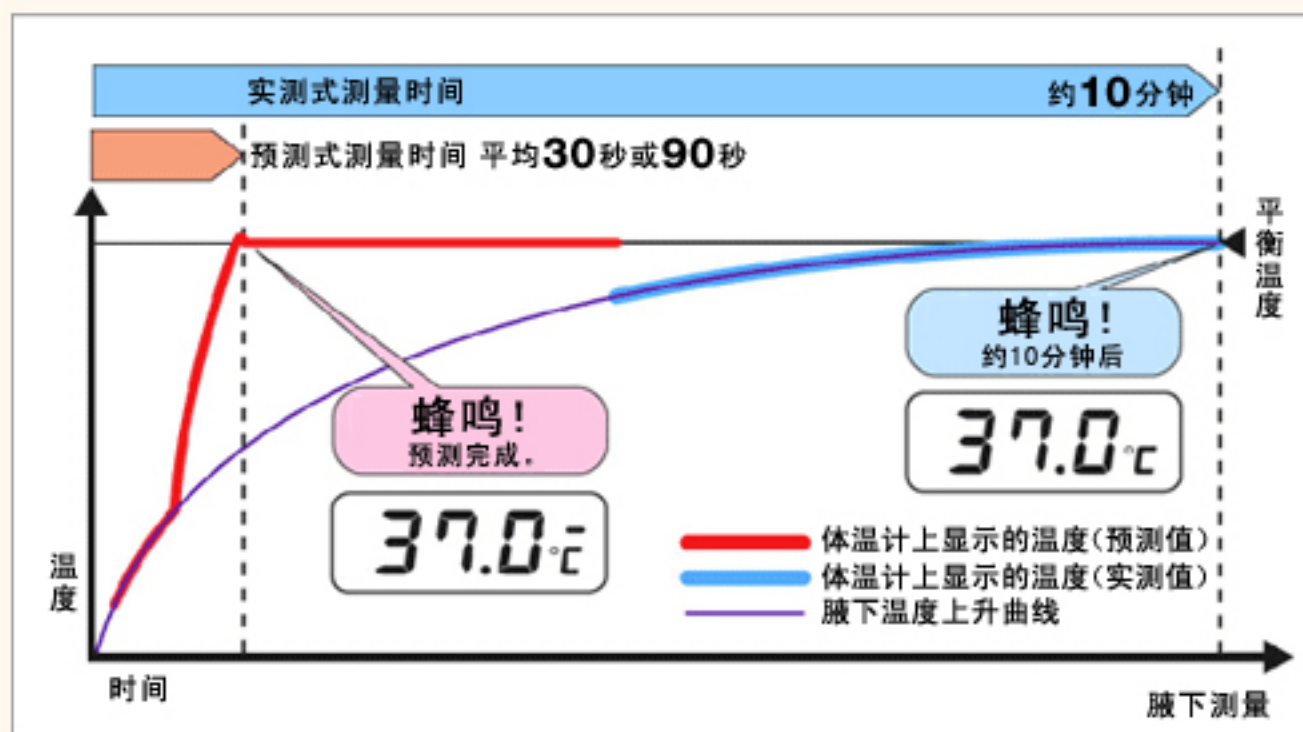 实测式测量时间 约10分钟
预测式测量时间 平均30秒或90秒
平衡温度
蜂鸣!
约10分钟后
蜂鸣!
预测完成。
37.0℃
37.0℃
体温计上显示的温度(预测值)
体温计上显示的温度(实测值)
腋下温度上升曲线
温度
时间
腋下测量